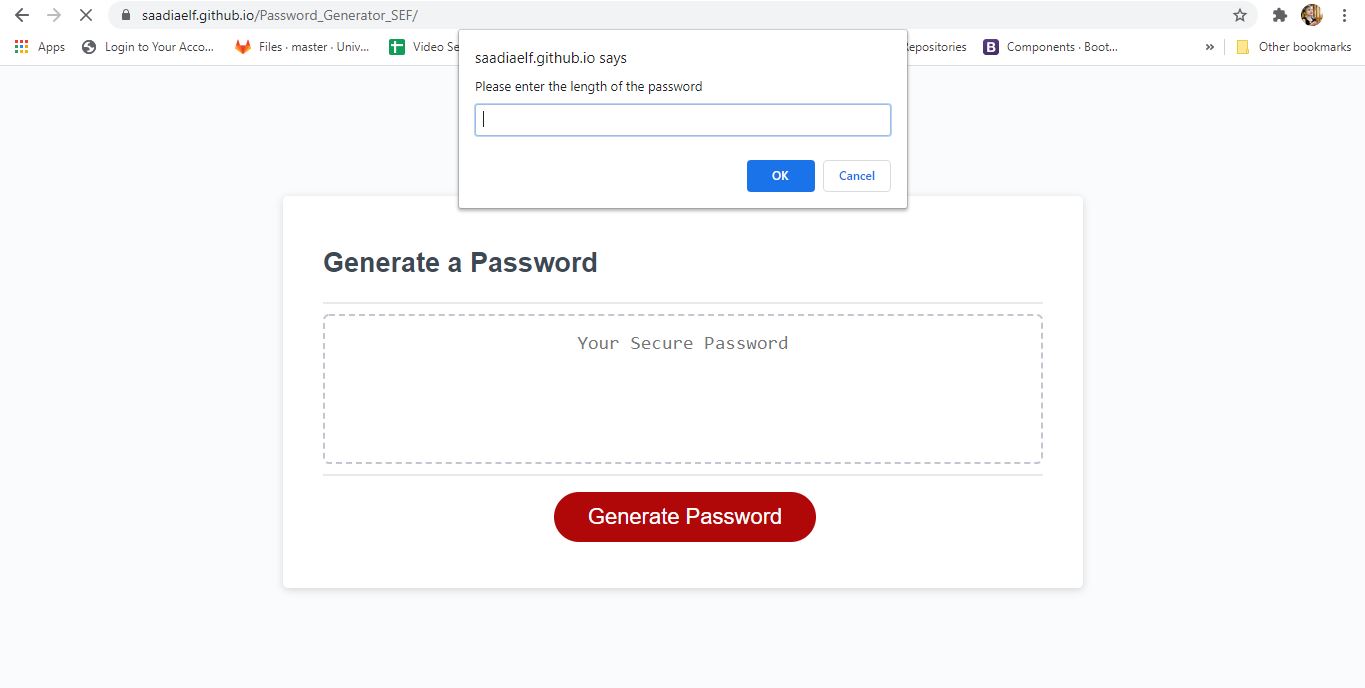 saadiaelf.github.io/Password_Generator_SEF/
Apps Login to Your Acco... Files · master · Univ... Video Se Components · Boot... » Other bookmarks
saadiaelf.github.io says
Please enter the length of the password
OK Cancel
Generate a Password
Your Secure Password
Generate Password